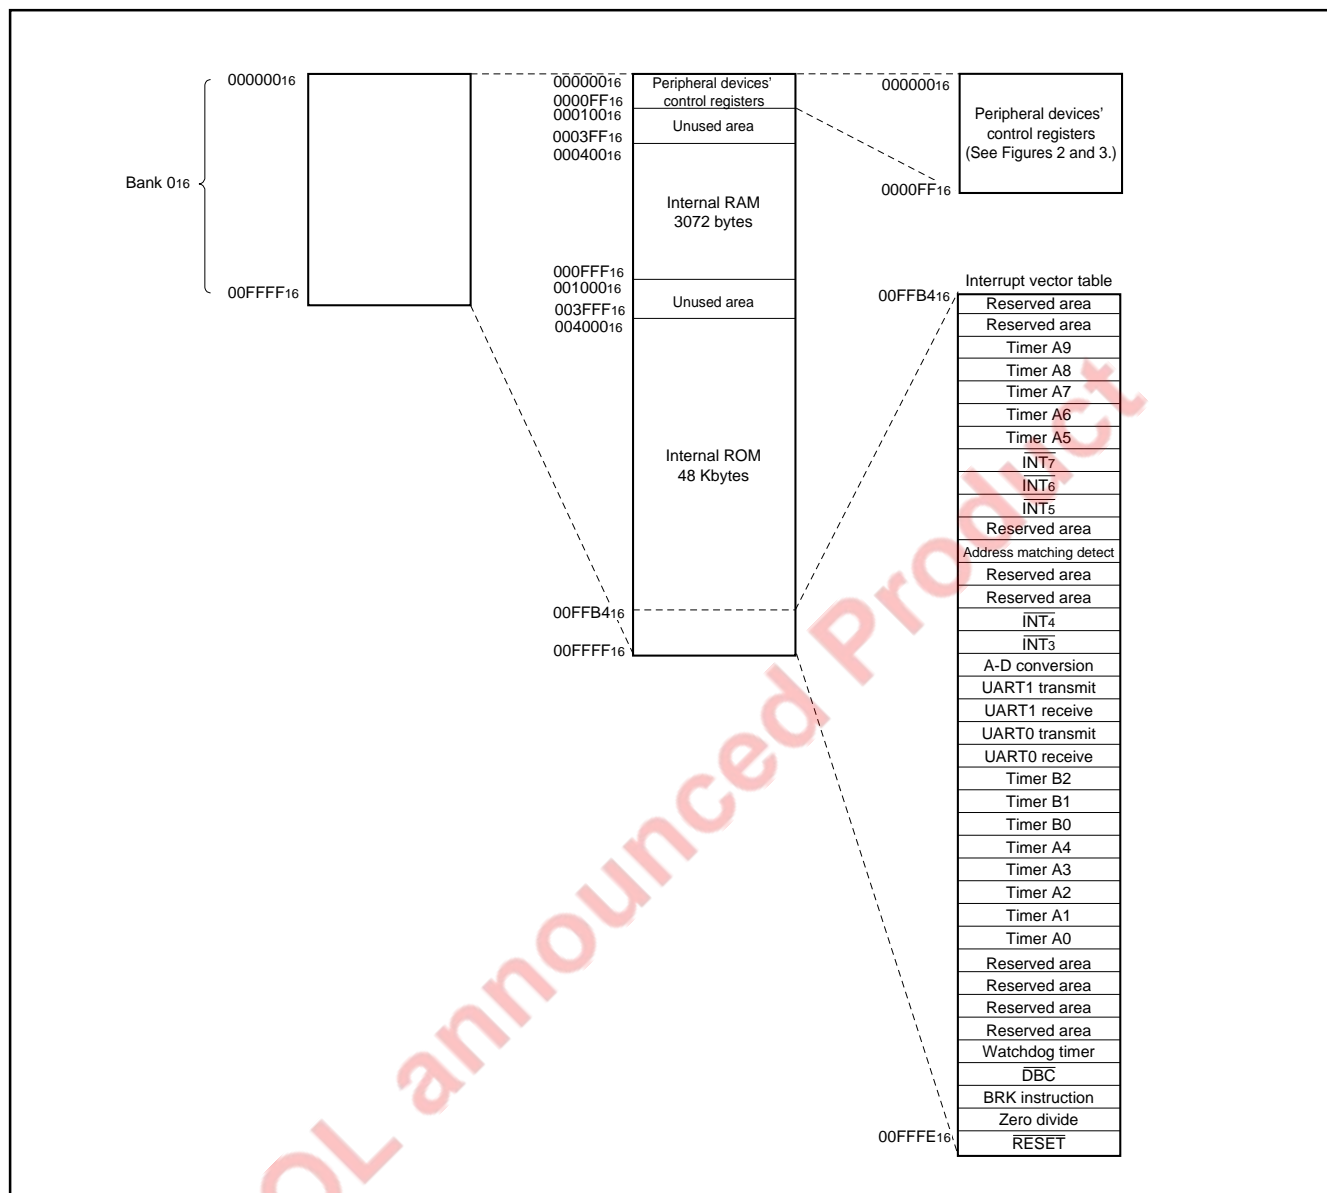 Bank 016
00000016
00FFFF16
00000016
0000FF16
00010016
0003FF16
00040016
000FFF16
00100016
003FFF16
00400016
00FFB416
00FFFF16
Peripheral devices'
control registers
Unused area
Internal RAM
3072 bytes
Unused area
Internal ROM
48 Kbytes
00000016
0000FF16
Peripheral devices'
control registers
(See Figures 2 and 3.)
Interrupt vector table
00FFB416
Reserved area
Reserved area
Timer A9
Timer A8
Timer A7
Timer A6
Timer A5
INT7
INT6
INT5
Reserved area
Address matching detect
Reserved area
Reserved area
INT4
INT3
A-D conversion
UART1 transmit
UART1 receive
UART0 transmit
UART0 receive
Timer B2
Timer B1
Timer B0
Timer A4
Timer A3
Timer A2
Timer A1
Timer A0
Reserved area
Reserved area
Reserved area
Reserved area
Watchdog timer
DBC
BRK instruction
Zero divide
00FFFE16
RESET
OL announced Product